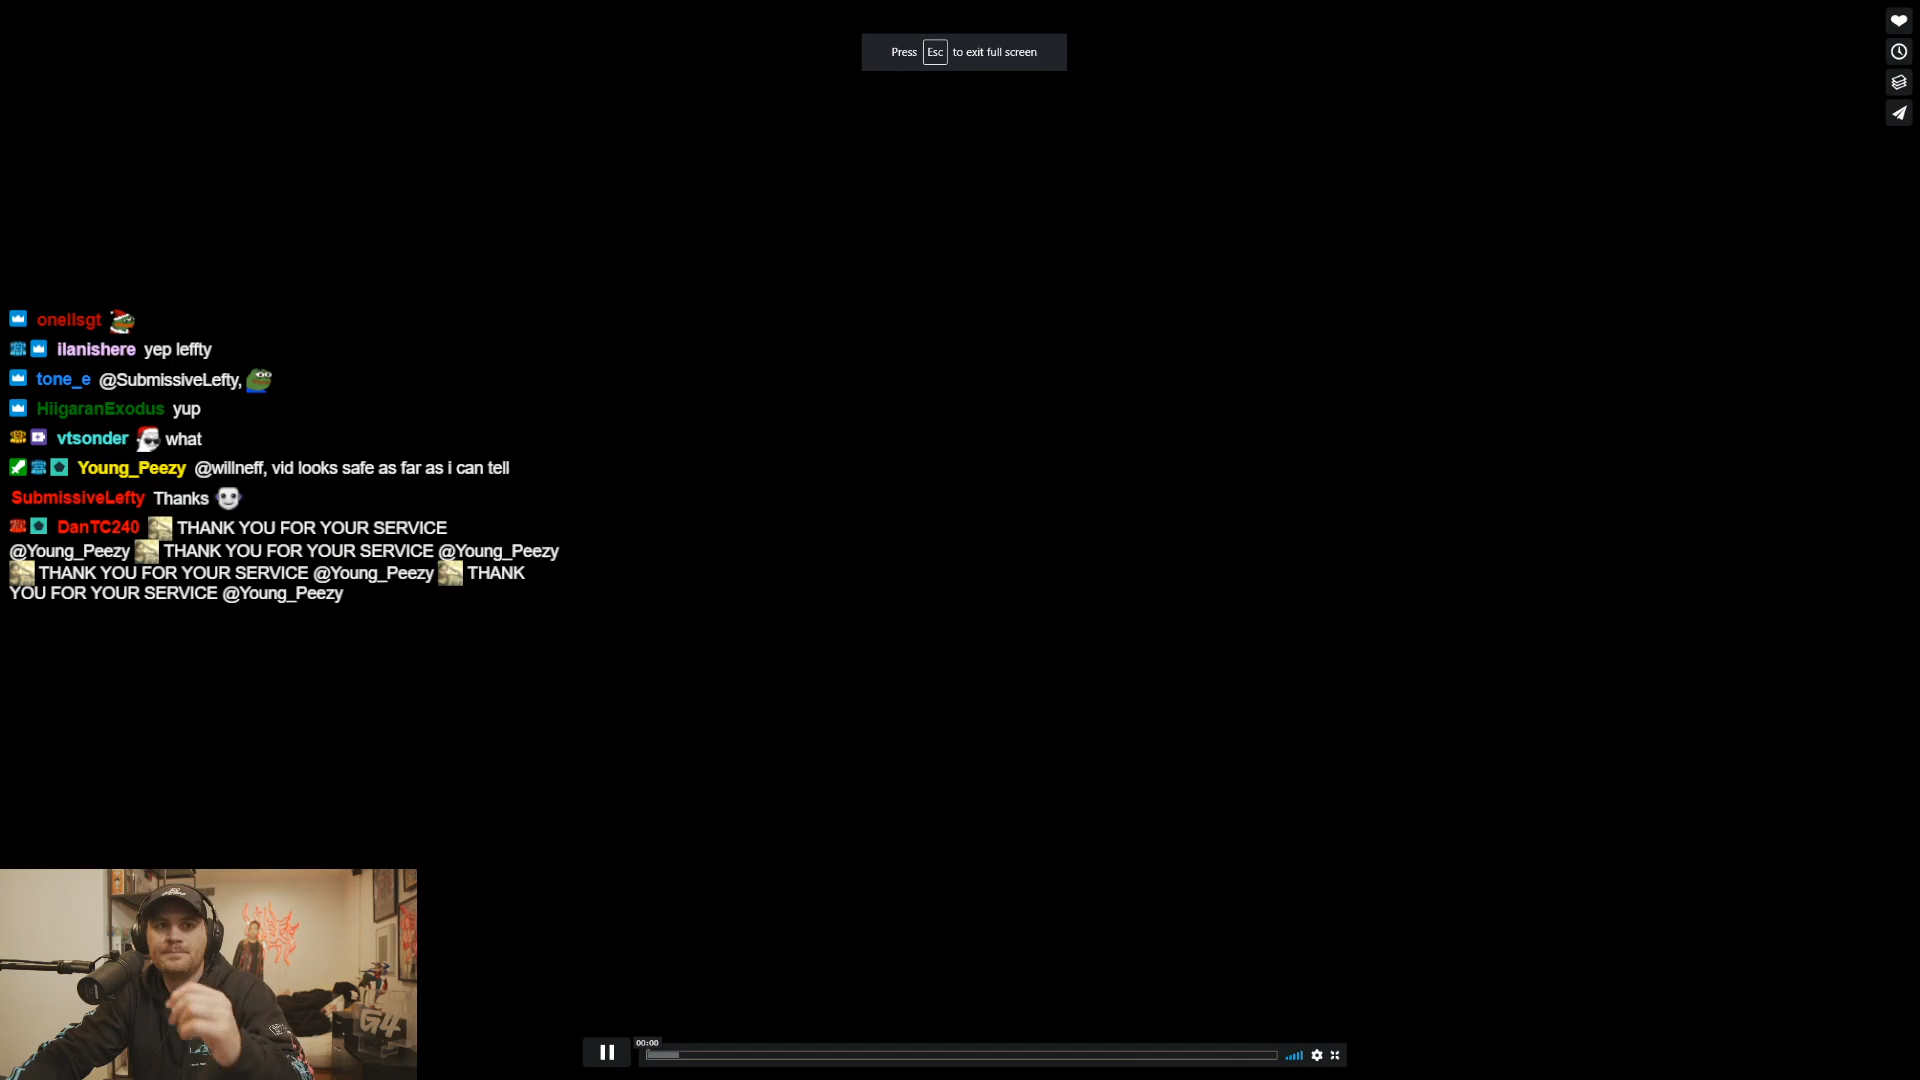 Press Esc to exit full screen
onellsgt
ilanishere yep leffty
tone_e @SubmissiveLefty,
HiigaranExodus yup
vtsonder what
Young_Peezy @willneff, vid looks safe as far as i can tell
SubmissiveLefty Thanks
DanTC240 THANK YOU FOR YOUR SERVICE
@Young_Peezy THANK YOU FOR YOUR SERVICE @Young_Peezy
THANK YOU FOR YOUR SERVICE @Young_Peezy THANK
YOU FOR YOUR SERVICE @Young_Peezy
G4
00:00